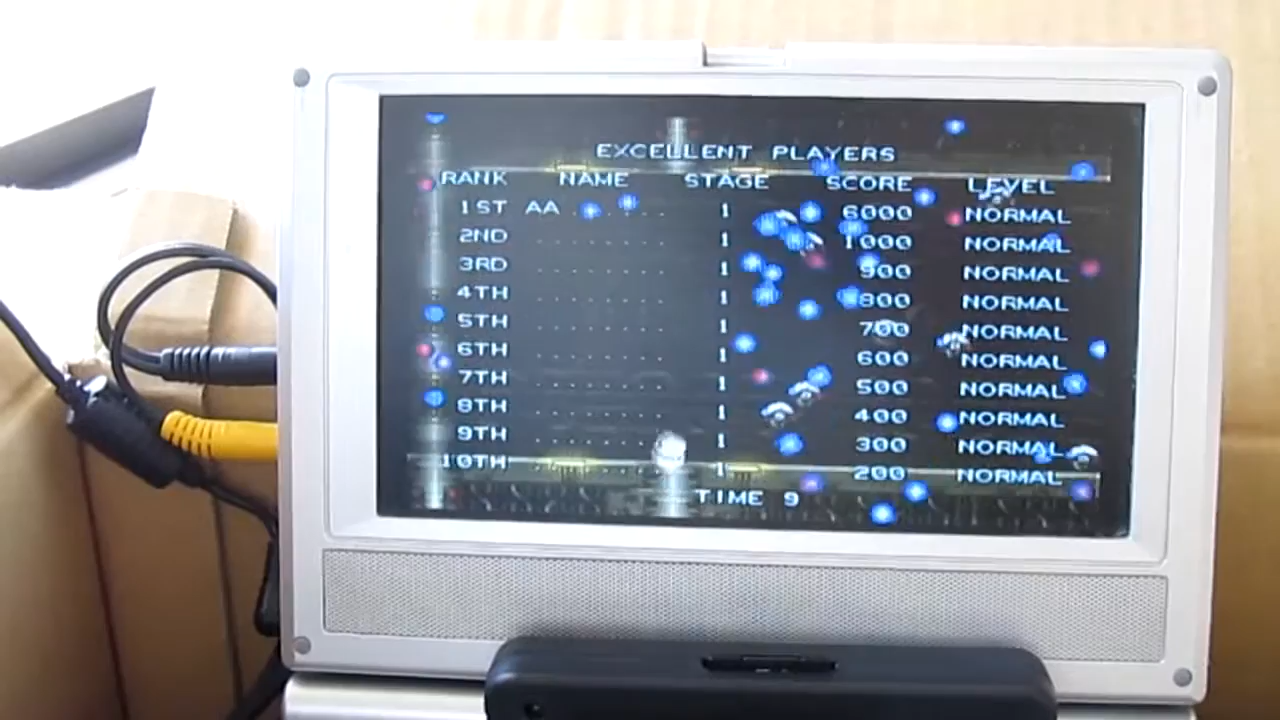 EXCELLENT PLAYERS
RANK NAME STAGE SCORE LEVEL
1ST AA....... 1 6000 NORMAL
2ND ........ 1 1000 NORMAL
3RD ........ 1 900 NORMAL
4TH ........ 1 800 NORMAL
5TH ........ 1 700 NORMAL
6TH ........ 1 600 NORMAL
7TH ........ 1 500 NORMAL
8TH ........ 1 400 NORMAL
9TH ........ 1 300 NORMAL
10TH ........ 1 200 NORMAL
TIME 9